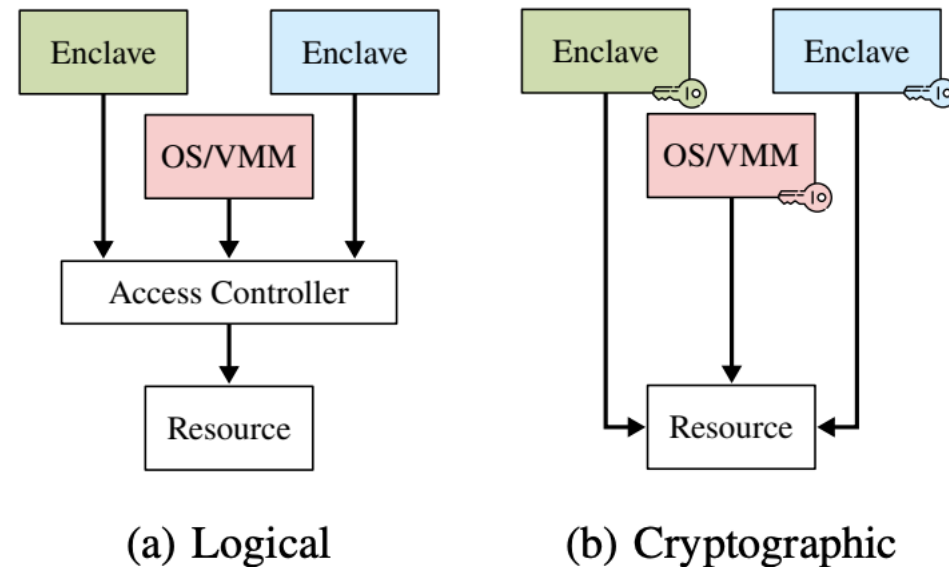 Enclave
Enclave
OS/VMM
Access Controller
Resource
(a) Logical
Enclave
Enclave
OS/VMM
Resource
(b) Cryptographic